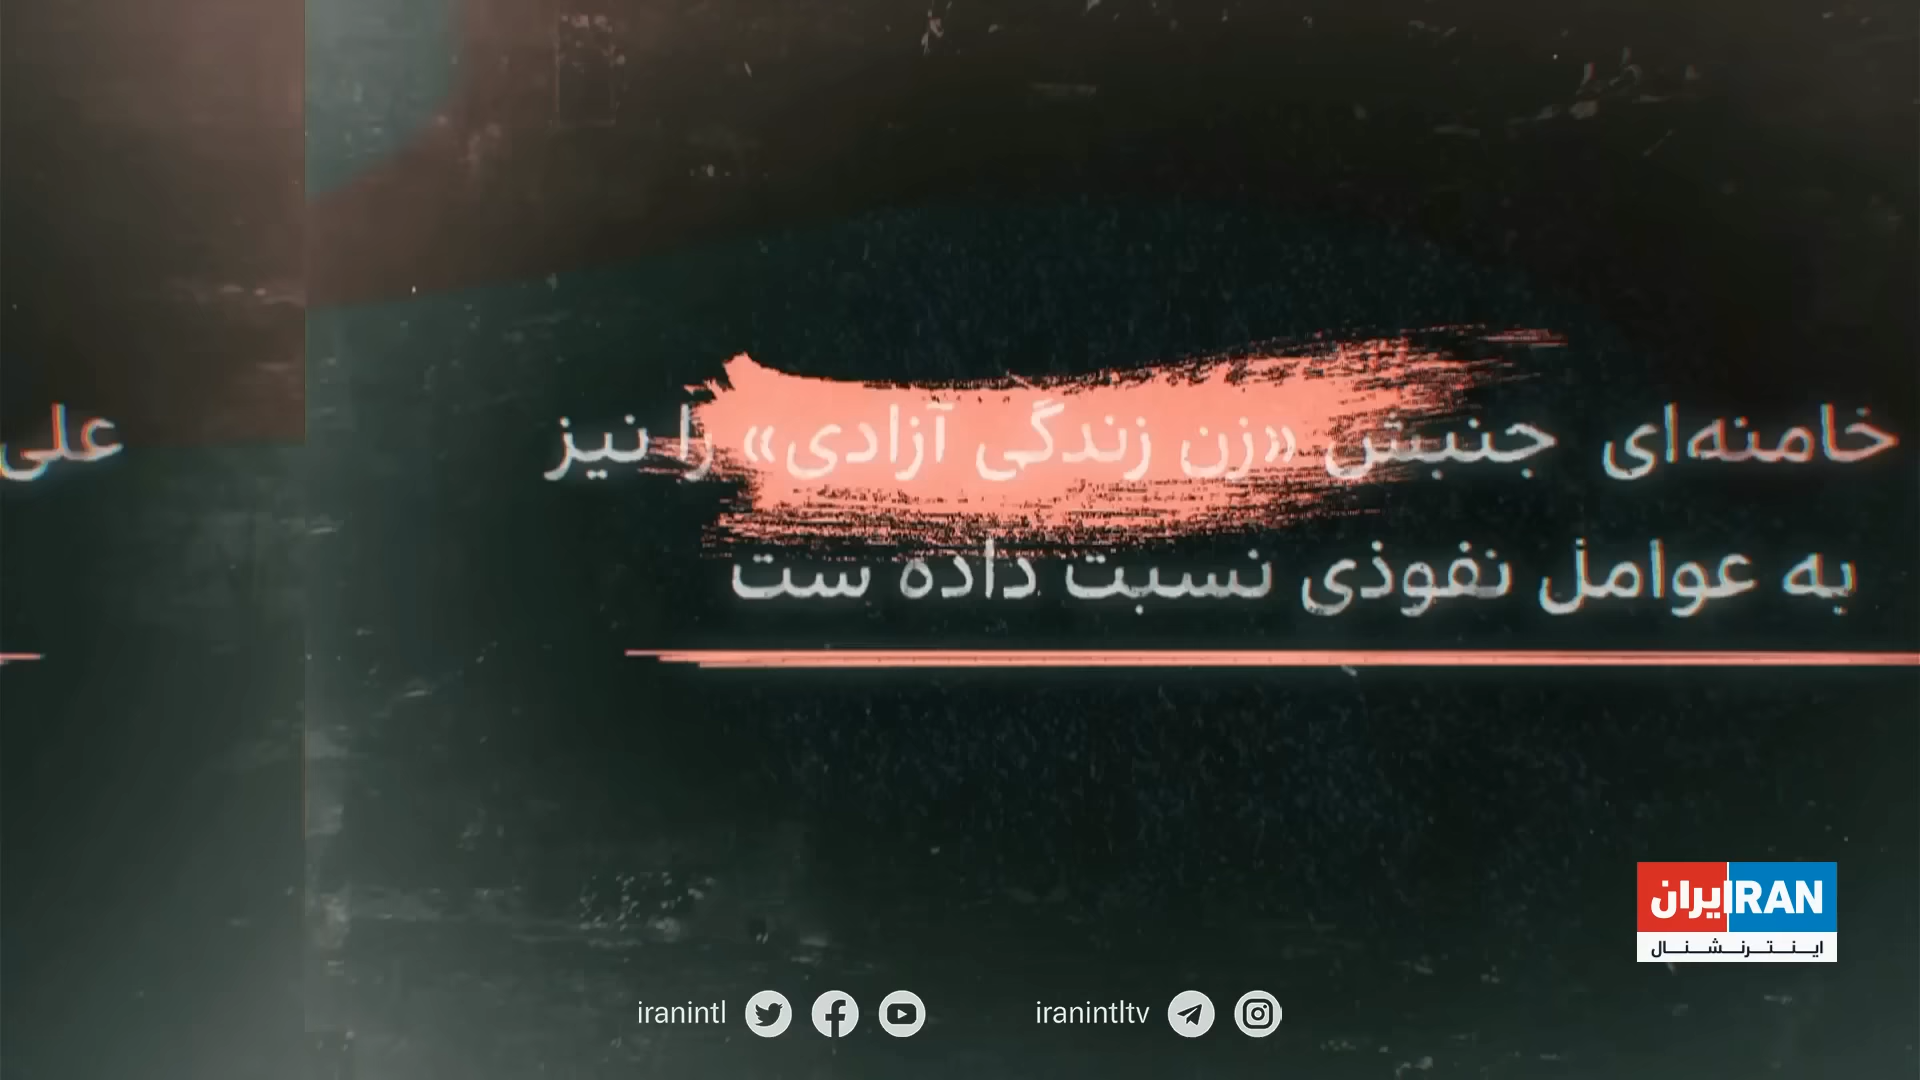 خامنه‌ای جنبش «زن زندگی آزادی» را نیز
به عوامل نفوذی نسبت داده ست
علی
ایران IRAN
اینترنشنال
iranintl
iranintltv